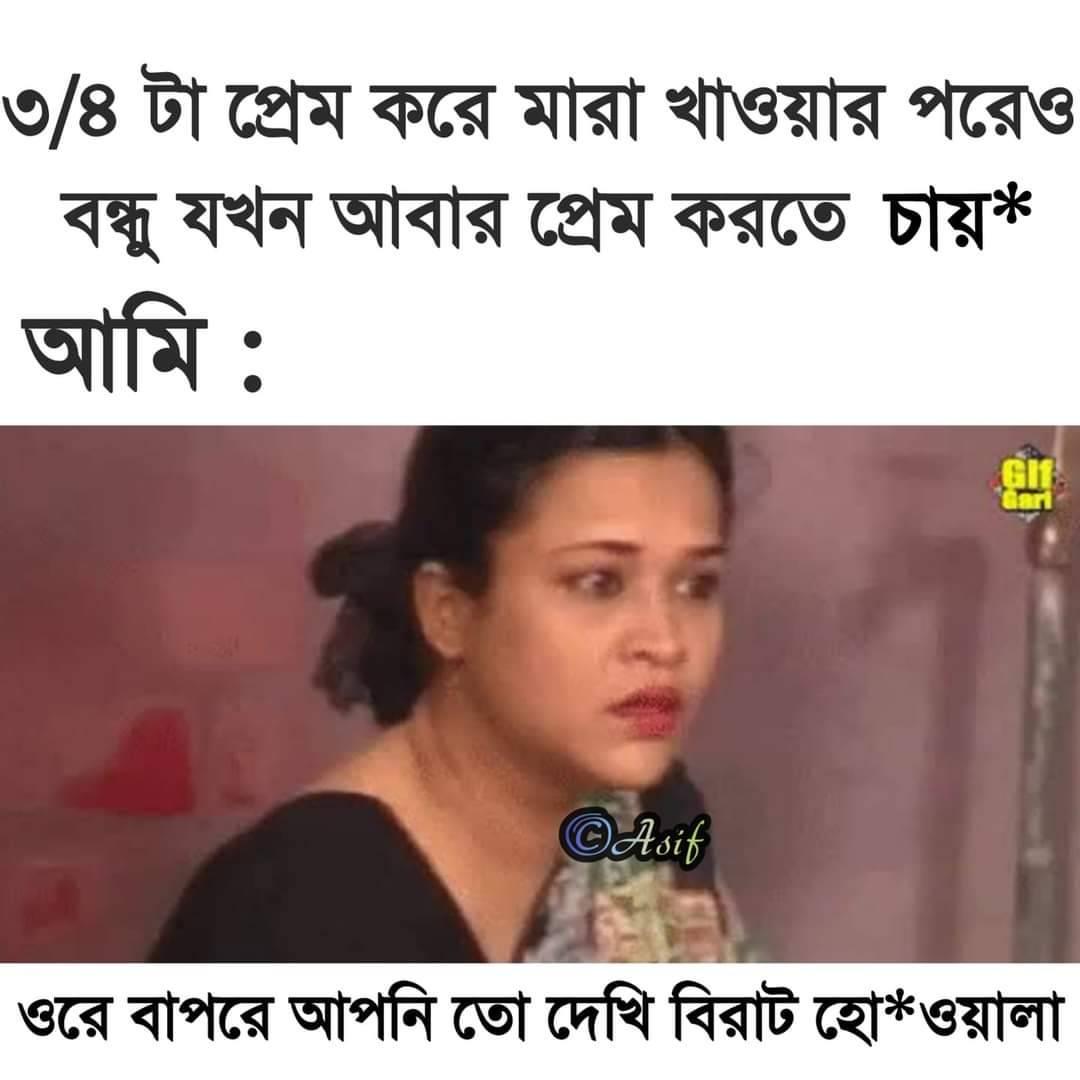 ৩/৪ টা প্রেম করে মারা খাওয়ার পরেও
বন্ধু যখন আবার প্রেম করতে চায়*
আমি :
Gif
Gari
©Asif
ওরে বাপরে আপনি তো দেখি বিরাট হো*ওয়ালা